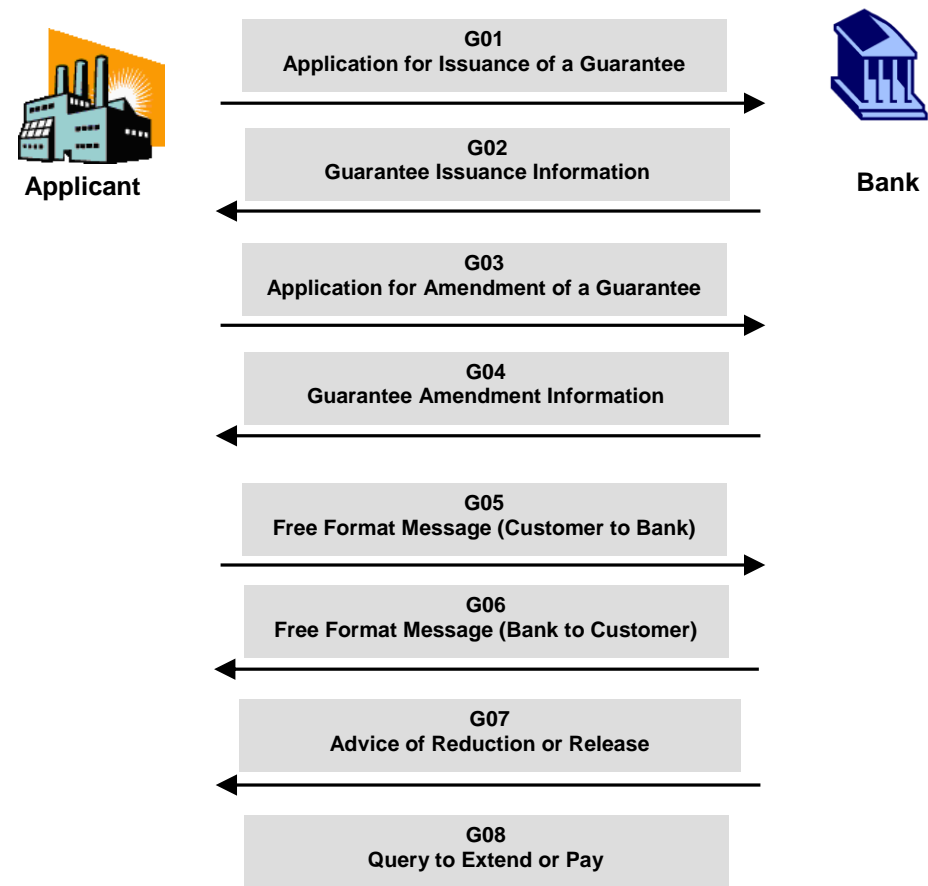 G01
Application for Issuance of a Guarantee
G02
Guarantee Issuance Information
Applicant
Bank
G03
Application for Amendment of a Guarantee
G04
Guarantee Amendment Information
G05
Free Format Message (Customer to Bank)
G06
Free Format Message (Bank to Customer)
G07
Advice of Reduction or Release
G08
Query to Extend or Pay